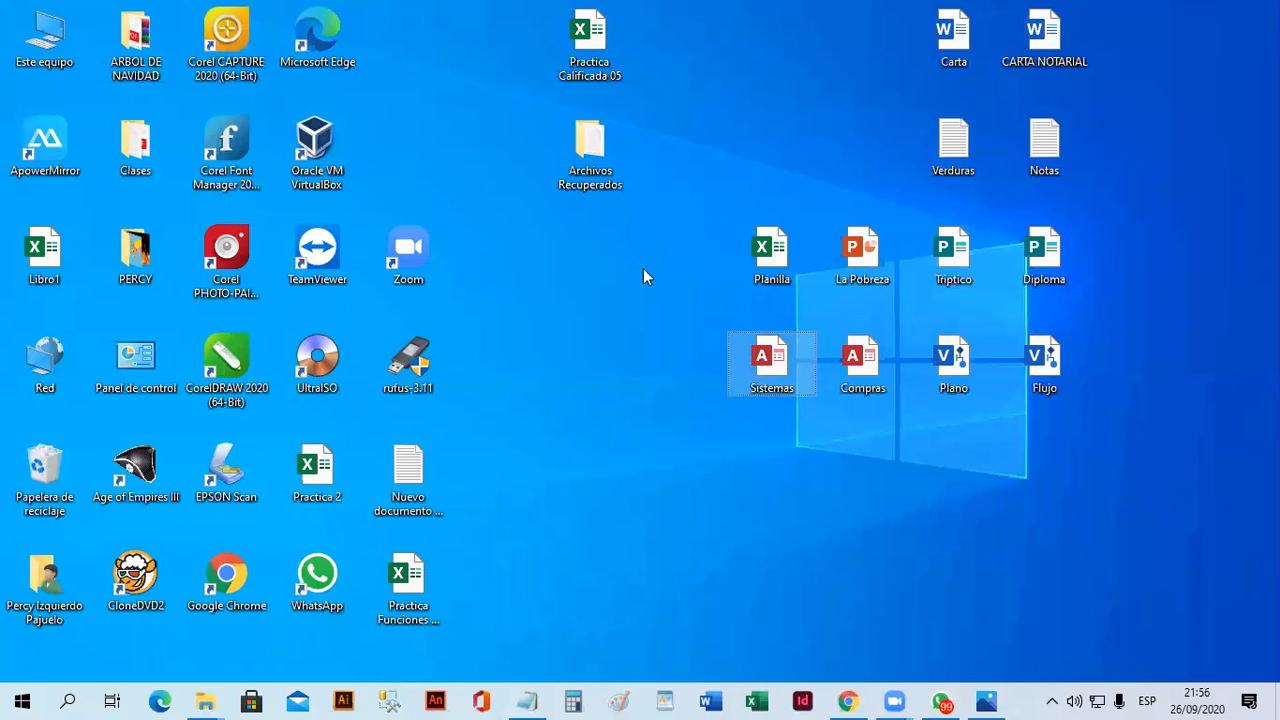 Este equipo
ARBOL DE
NAVIDAD
Corel CAPTURE
2020 (64-Bit)
Microsoft Edge
Practica
Calificada 05
Carta
CARTA NOTARIAL
ApowerMirror
Clases
Corel Font
Manager 20...
Oracle VM
VirtualBox
Archivos
Recuperados
Verduras
Notas
Libro1
PERCY
Corel
PHOTO-PAI...
TeamViewer
Zoom
Planilla
La Pobreza
Triptico
Diploma
Red
Panel de control
CorelDRAW 2020
(64-Bit)
UltraISO
rufus-3.11
Sistemas
Compras
Plano
Flujo
Papelera de
reciclaje
Age of Empires III
EPSON Scan
Practica 2
Nuevo
documento ...
Percy Izquierdo
Pajuelo
CloneDVD2
Google Chrome
WhatsApp
Practica
Funciones ...
ESP
21:36
26/09/2020
99